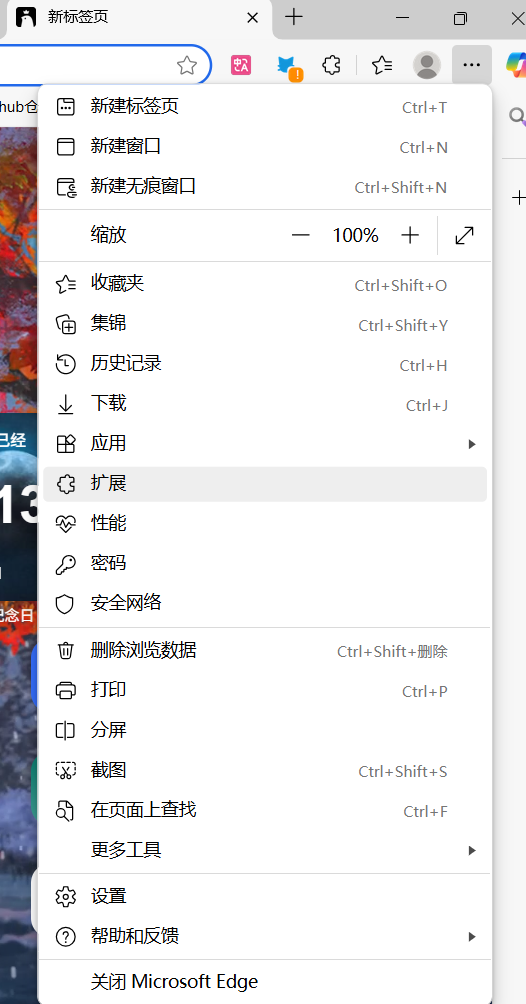 新标签页
hub仓
新建标签页 Ctrl+T
新建窗口 Ctrl+N
新建无痕窗口 Ctrl+Shift+N
缩放 100%
收藏夹 Ctrl+Shift+O
集锦 Ctrl+Shift+Y
历史记录 Ctrl+H
下载 Ctrl+J
应用
已经
扩展
13
性能
密码
安全网络
念日
删除浏览数据 Ctrl+Shift+删除
打印 Ctrl+P
分屏
截图 Ctrl+Shift+S
在页面上查找 Ctrl+F
更多工具
设置
帮助和反馈
关闭 Microsoft Edge